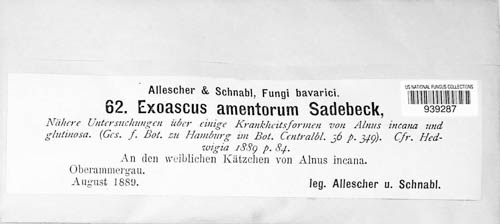 Allescher & Schnabl, Fungi bavarici.
62. Exoascus amentorum Sadebeck,
Nähere Untersuchungen über einige Krankheitsformen von Alnus incana und
glutinosa. (Ges. f. Bot. zu Hamburg im Bot. Centralbl. 36 p. 349). Cfr. Hed-
wigia 1889 p. 84.
An den weiblichen Kätzchen von Alnus incana.
Oberammergau.
August 1889.
leg. Allescher u. Schnabl.
US NATIONAL FUNGUS COLLECTIONS
939287